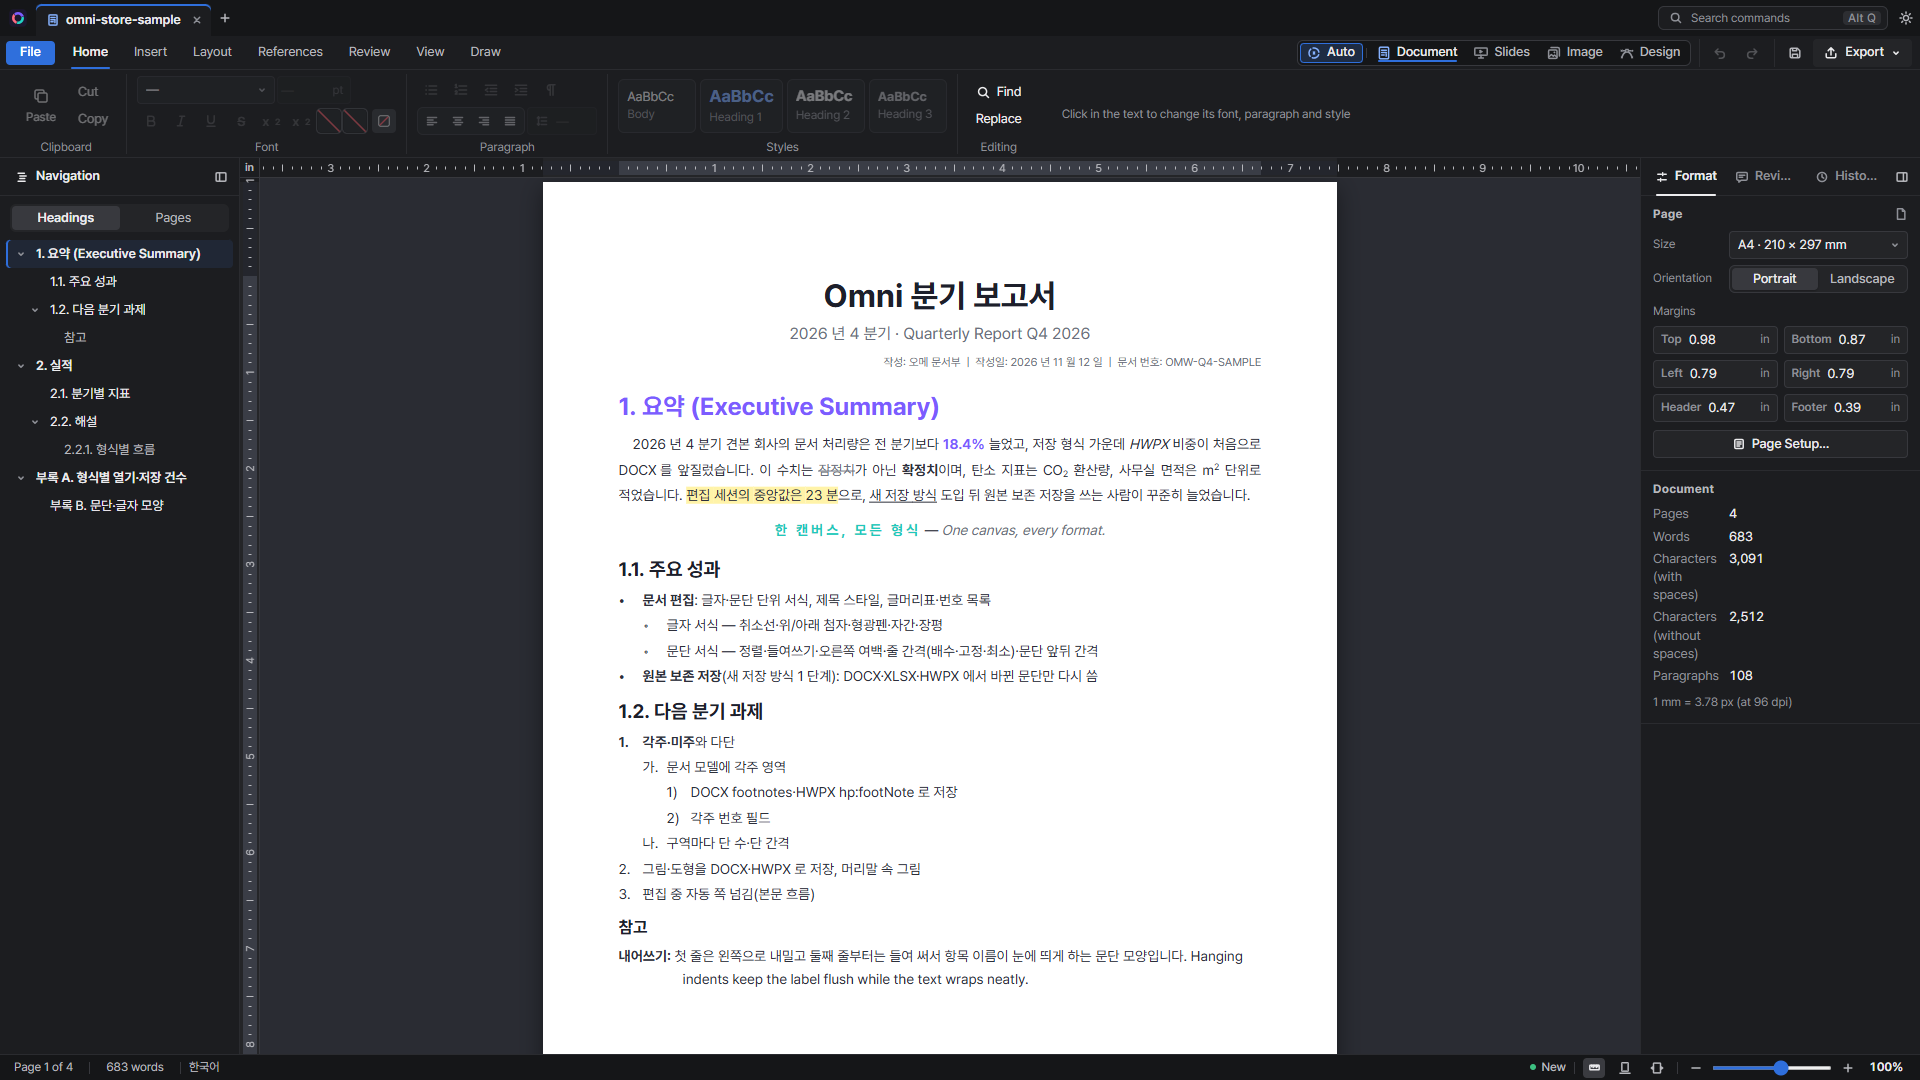 omni-store-sample
Search commands
Alt Q
File
Home
Insert
Layout
References
Review
View
Draw
Auto
Document
Slides
Image
Design
Export
Paste
Cut
Copy
Clipboard
—
— pt
B I U S x 2 x 2
Font
Paragraph
AaBbCc
Body
AaBbCc
Heading 1
AaBbCc
Heading 2
AaBbCc
Heading 3
Styles
Find
Replace
Editing
Click in the text to change its font, paragraph and style
Navigation
Headings
Pages
1. 요약 (Executive Summary)
1.1. 주요 성과
1.2. 다음 분기 과제
참고
2. 실적
2.1. 분기별 지표
2.2. 해설
2.2.1. 형식별 흐름
부록 A. 형식별 열기·저장 건수
부록 B. 문단·글자 모양
in
3 2 1 1 2 3 4 5 6 7 8 9 10
1 1 2 3 4 5 6 7 8
Omni 분기 보고서
2026 년 4 분기 · Quarterly Report Q4 2026
작성: 오메 문서부 | 작성일: 2026 년 11 월 12 일 | 문서 번호: OMW-Q4-SAMPLE
1. 요약 (Executive Summary)
2026 년 4 분기 견본 회사의 문서 처리량은 전 분기보다 18.4% 늘었고, 저장 형식 가운데 HWPX 비중이 처음으로
DOCX 를 앞질렀습니다. 이 수치는 잠정치가 아닌 확정치이며, 탄소 지표는 CO2 환산량, 사무실 면적은 m2 단위로
적었습니다. 편집 세션의 중앙값은 23 분으로, 새 저장 방식 도입 뒤 원본 보존 저장을 쓰는 사람이 꾸준히 늘었습니다.
한 캔버스, 모든 형식 — One canvas, every format.
1.1. 주요 성과
• 문서 편집: 글자·문단 단위 서식, 제목 스타일, 글머리표·번호 목록
• 글자 서식 — 취소선·위/아래 첨자·형광펜·자간·장평
• 문단 서식 — 정렬·들여쓰기·오른쪽 여백·줄 간격(배수·고정·최소)·문단 앞뒤 간격
• 원본 보존 저장(새 저장 방식 1 단계): DOCX·XLSX·HWPX 에서 바뀐 문단만 다시 씀
1.2. 다음 분기 과제
1. 각주·미주와 다단
가. 문서 모델에 각주 영역
1) DOCX footnotes·HWPX hp:footNote 로 저장
2) 각주 번호 필드
나. 구역마다 단 수·단 간격
2. 그림·도형을 DOCX·HWPX 로 저장, 머리말 속 그림
3. 편집 중 자동 쪽 넘김(본문 흐름)
참고
내어쓰기: 첫 줄은 왼쪽으로 내밀고 둘째 줄부터는 들여 써서 항목 이름이 눈에 띄게 하는 문단 모양입니다. Hanging
indents keep the label flush while the text wraps neatly.
Format
Revi...
Histo...
Page
Size
A4 · 210 × 297 mm
Orientation
Portrait
Landscape
Margins
Top 0.98 in
Bottom 0.87 in
Left 0.79 in
Right 0.79 in
Header 0.47 in
Footer 0.39 in
Page Setup...
Document
Pages 4
Words 683
Characters (with spaces) 3,091
Characters (without spaces) 2,512
Paragraphs 108
1 mm = 3.78 px (at 96 dpi)
Page 1 of 4
683 words
한국어
New
100%